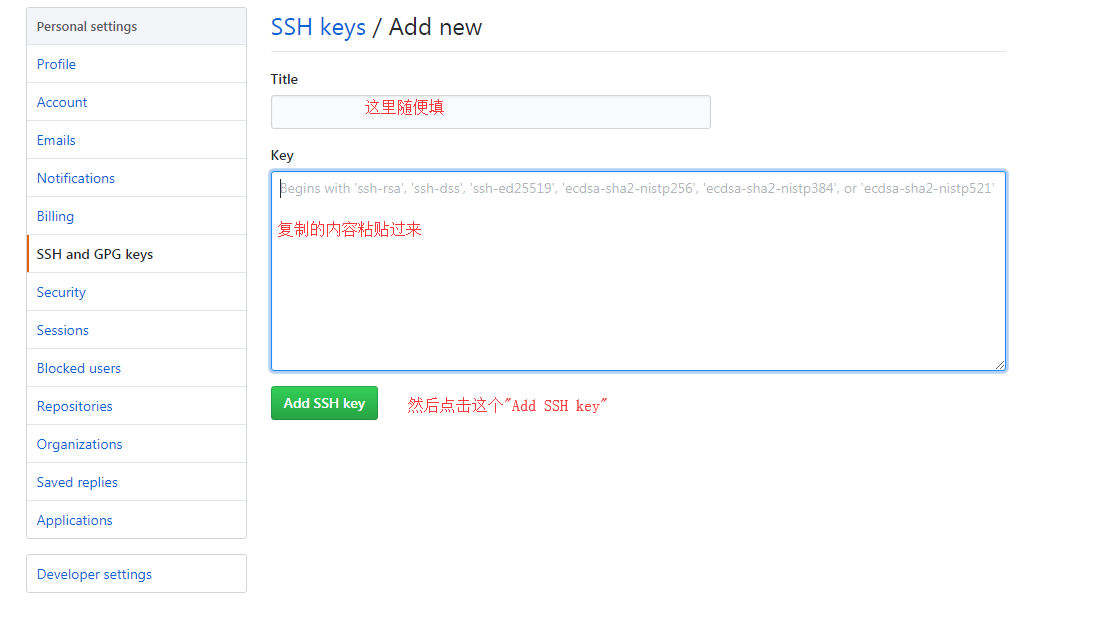 Personal settings
Profile
Account
Emails
Notifications
Billing
SSH and GPG keys
Security
Sessions
Blocked users
Repositories
Organizations
Saved replies
Applications
Developer settings
SSH keys / Add new
Title
这里随便填
Key
Begins with 'ssh-rsa', 'ssh-dss', 'ssh-ed25519', 'ecdsa-sha2-nistp256', 'ecdsa-sha2-nistp384', or 'ecdsa-sha2-nistp521'
复制的内容粘贴过来
Add SSH key
然后点击这个"Add SSH key"